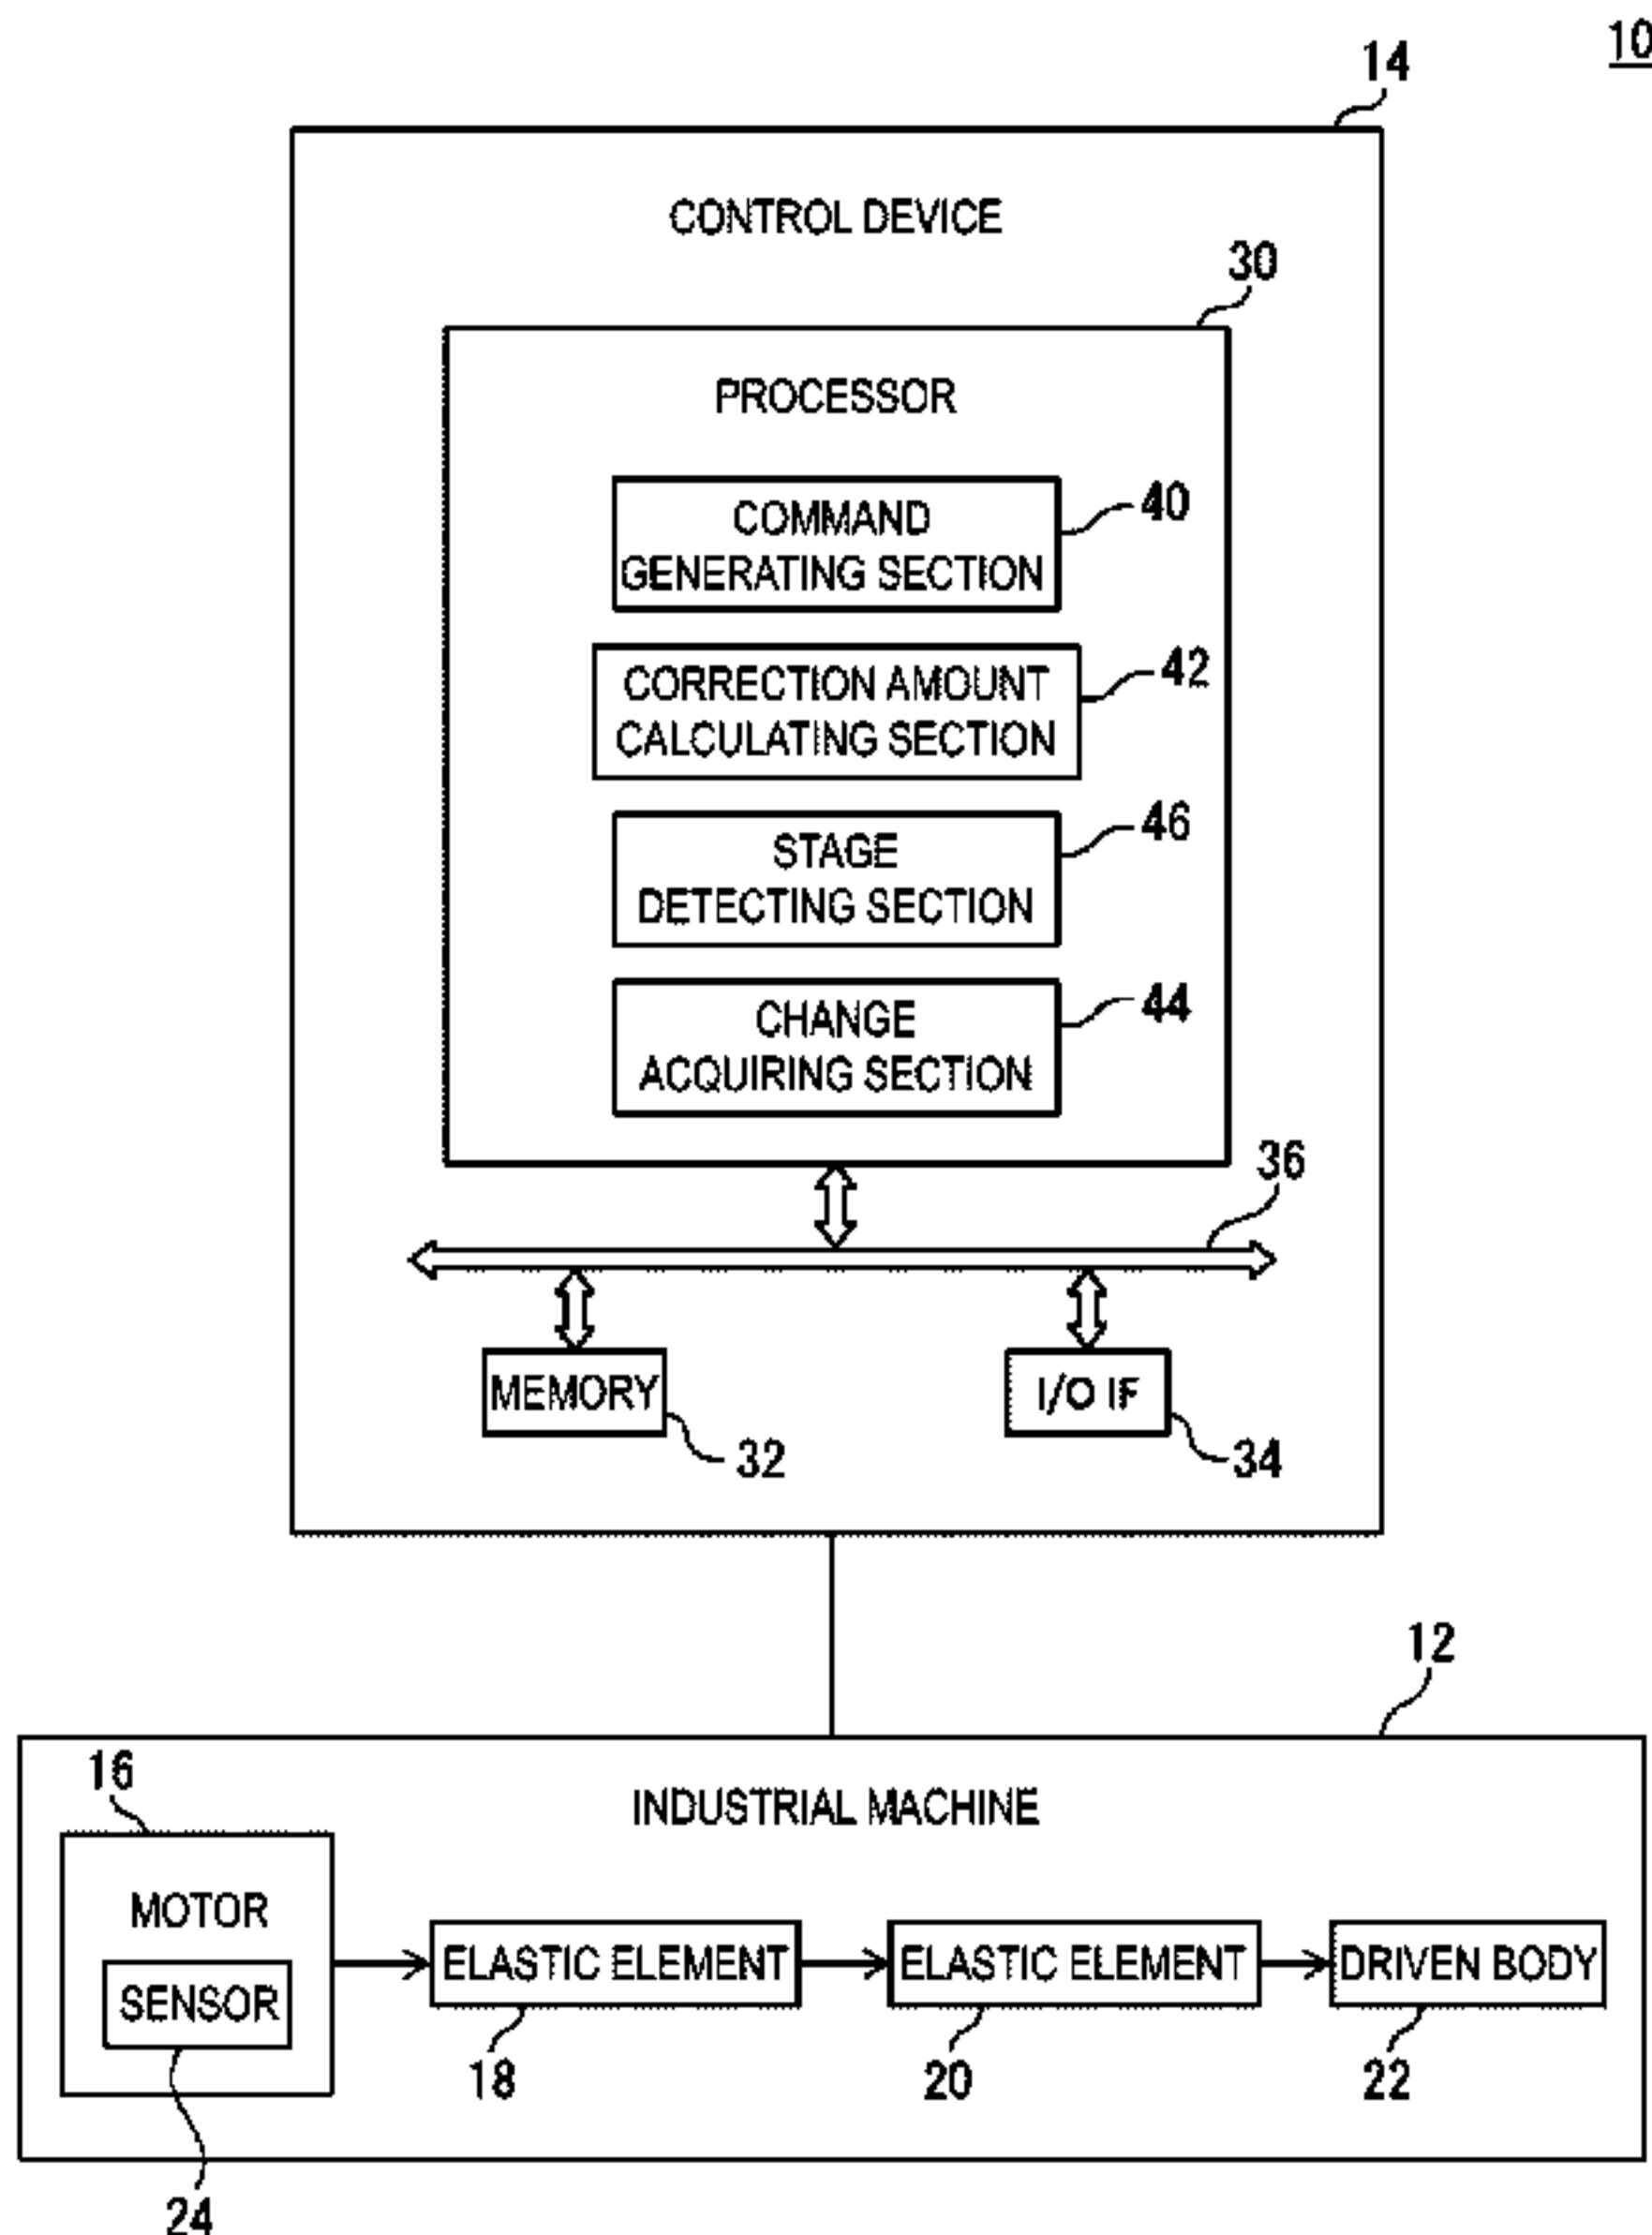 10
14
CONTROL DEVICE
30
PROCESSOR
COMMAND
GENERATING SECTION
40
CORRECTION AMOUNT
CALCULATING SECTION
42
STAGE
DETECTING SECTION
46
CHANGE
ACQUIRING SECTION
44
36
MEMORY
32
I/O IF
34
12
INDUSTRIAL MACHINE
16
MOTOR
SENSOR
24
ELASTIC ELEMENT
18
ELASTIC ELEMENT
20
DRIVEN BODY
22